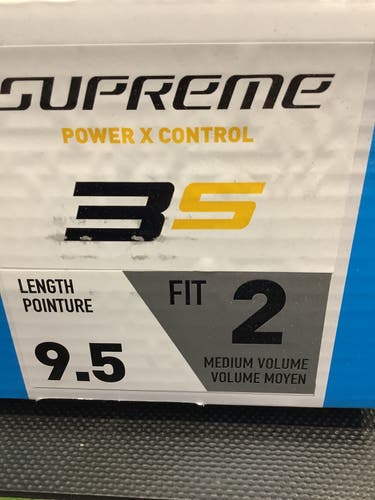 SUPREME
POWER X CONTROL
3S
LENGTH
POINTURE
9.5
FIT 2
MEDIUM VOLUME
VOLUME MOYEN